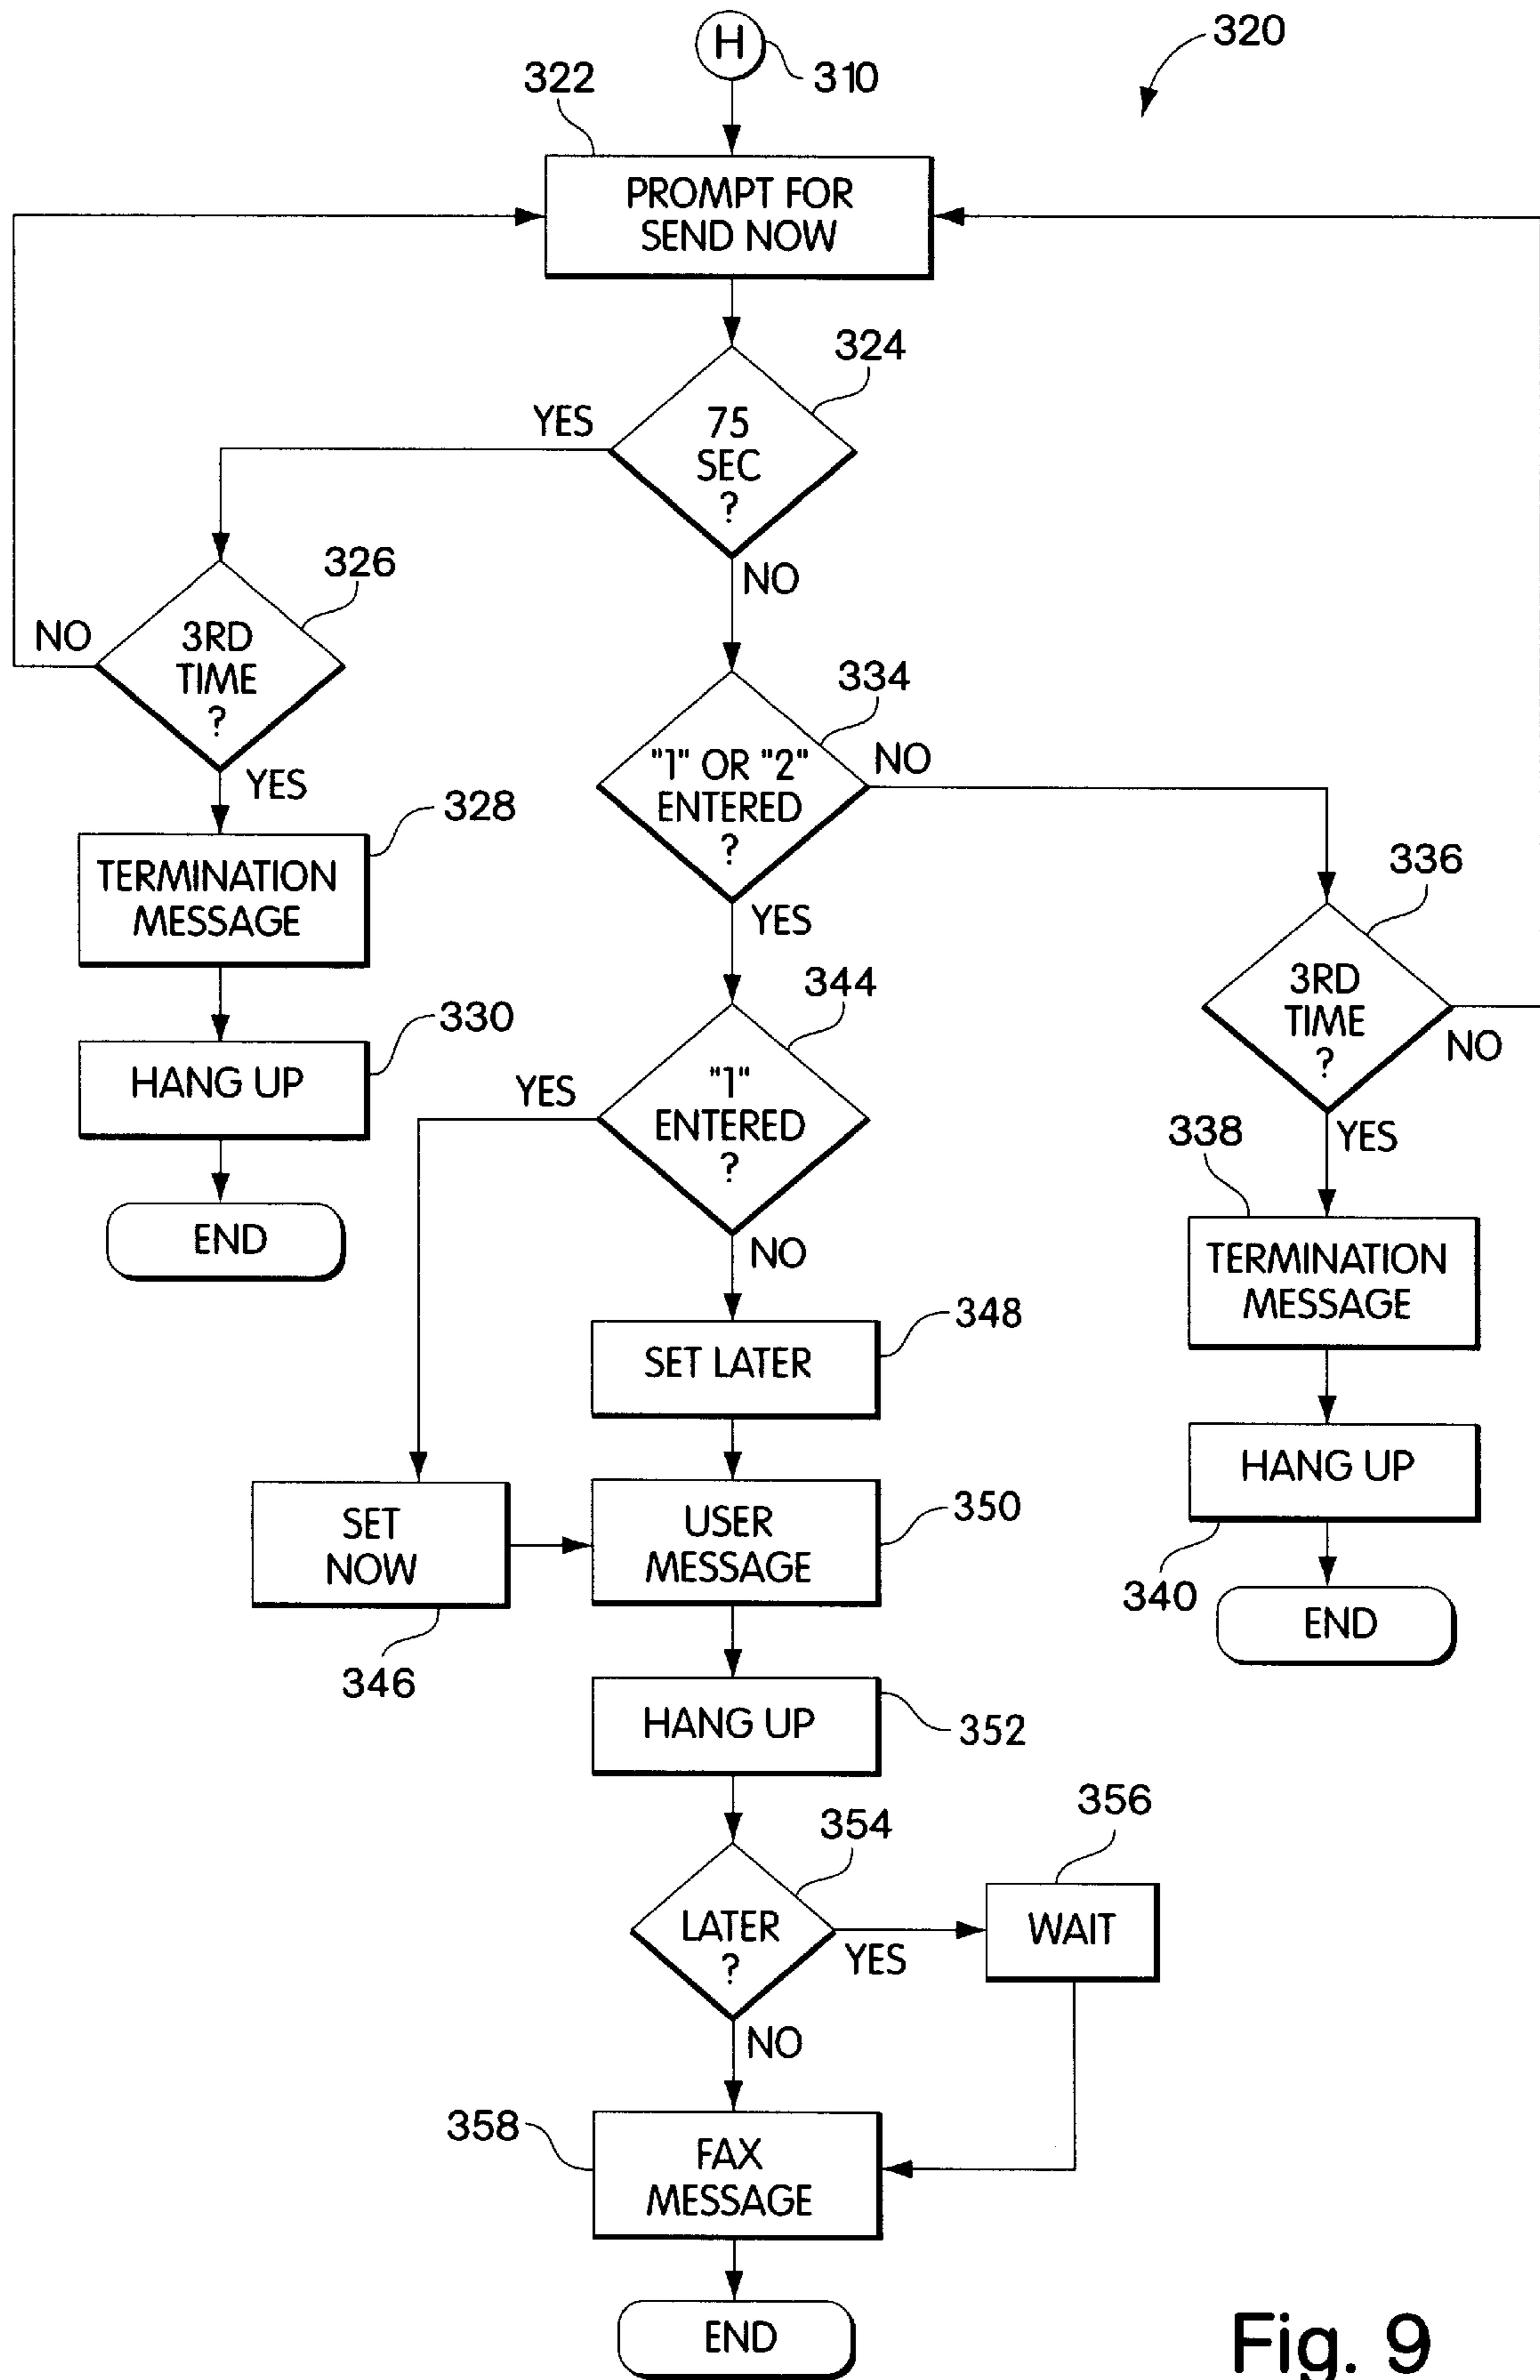 H
310
320
322
PROMPT FOR
SEND NOW
324
75
SEC
?
YES
NO
326
3RD
TIME
?
NO
YES
334
"1" OR "2"
ENTERED
?
NO
YES
328
TERMINATION
MESSAGE
336
3RD
TIME
?
NO
YES
330
HANG UP
344
"1"
ENTERED
?
YES
NO
END
338
TERMINATION
MESSAGE
348
SET LATER
HANG UP
340
END
350
USER
MESSAGE
SET
NOW
346
HANG UP
352
354
LATER
?
YES
NO
356
WAIT
358
FAX
MESSAGE
END
Fig. 9